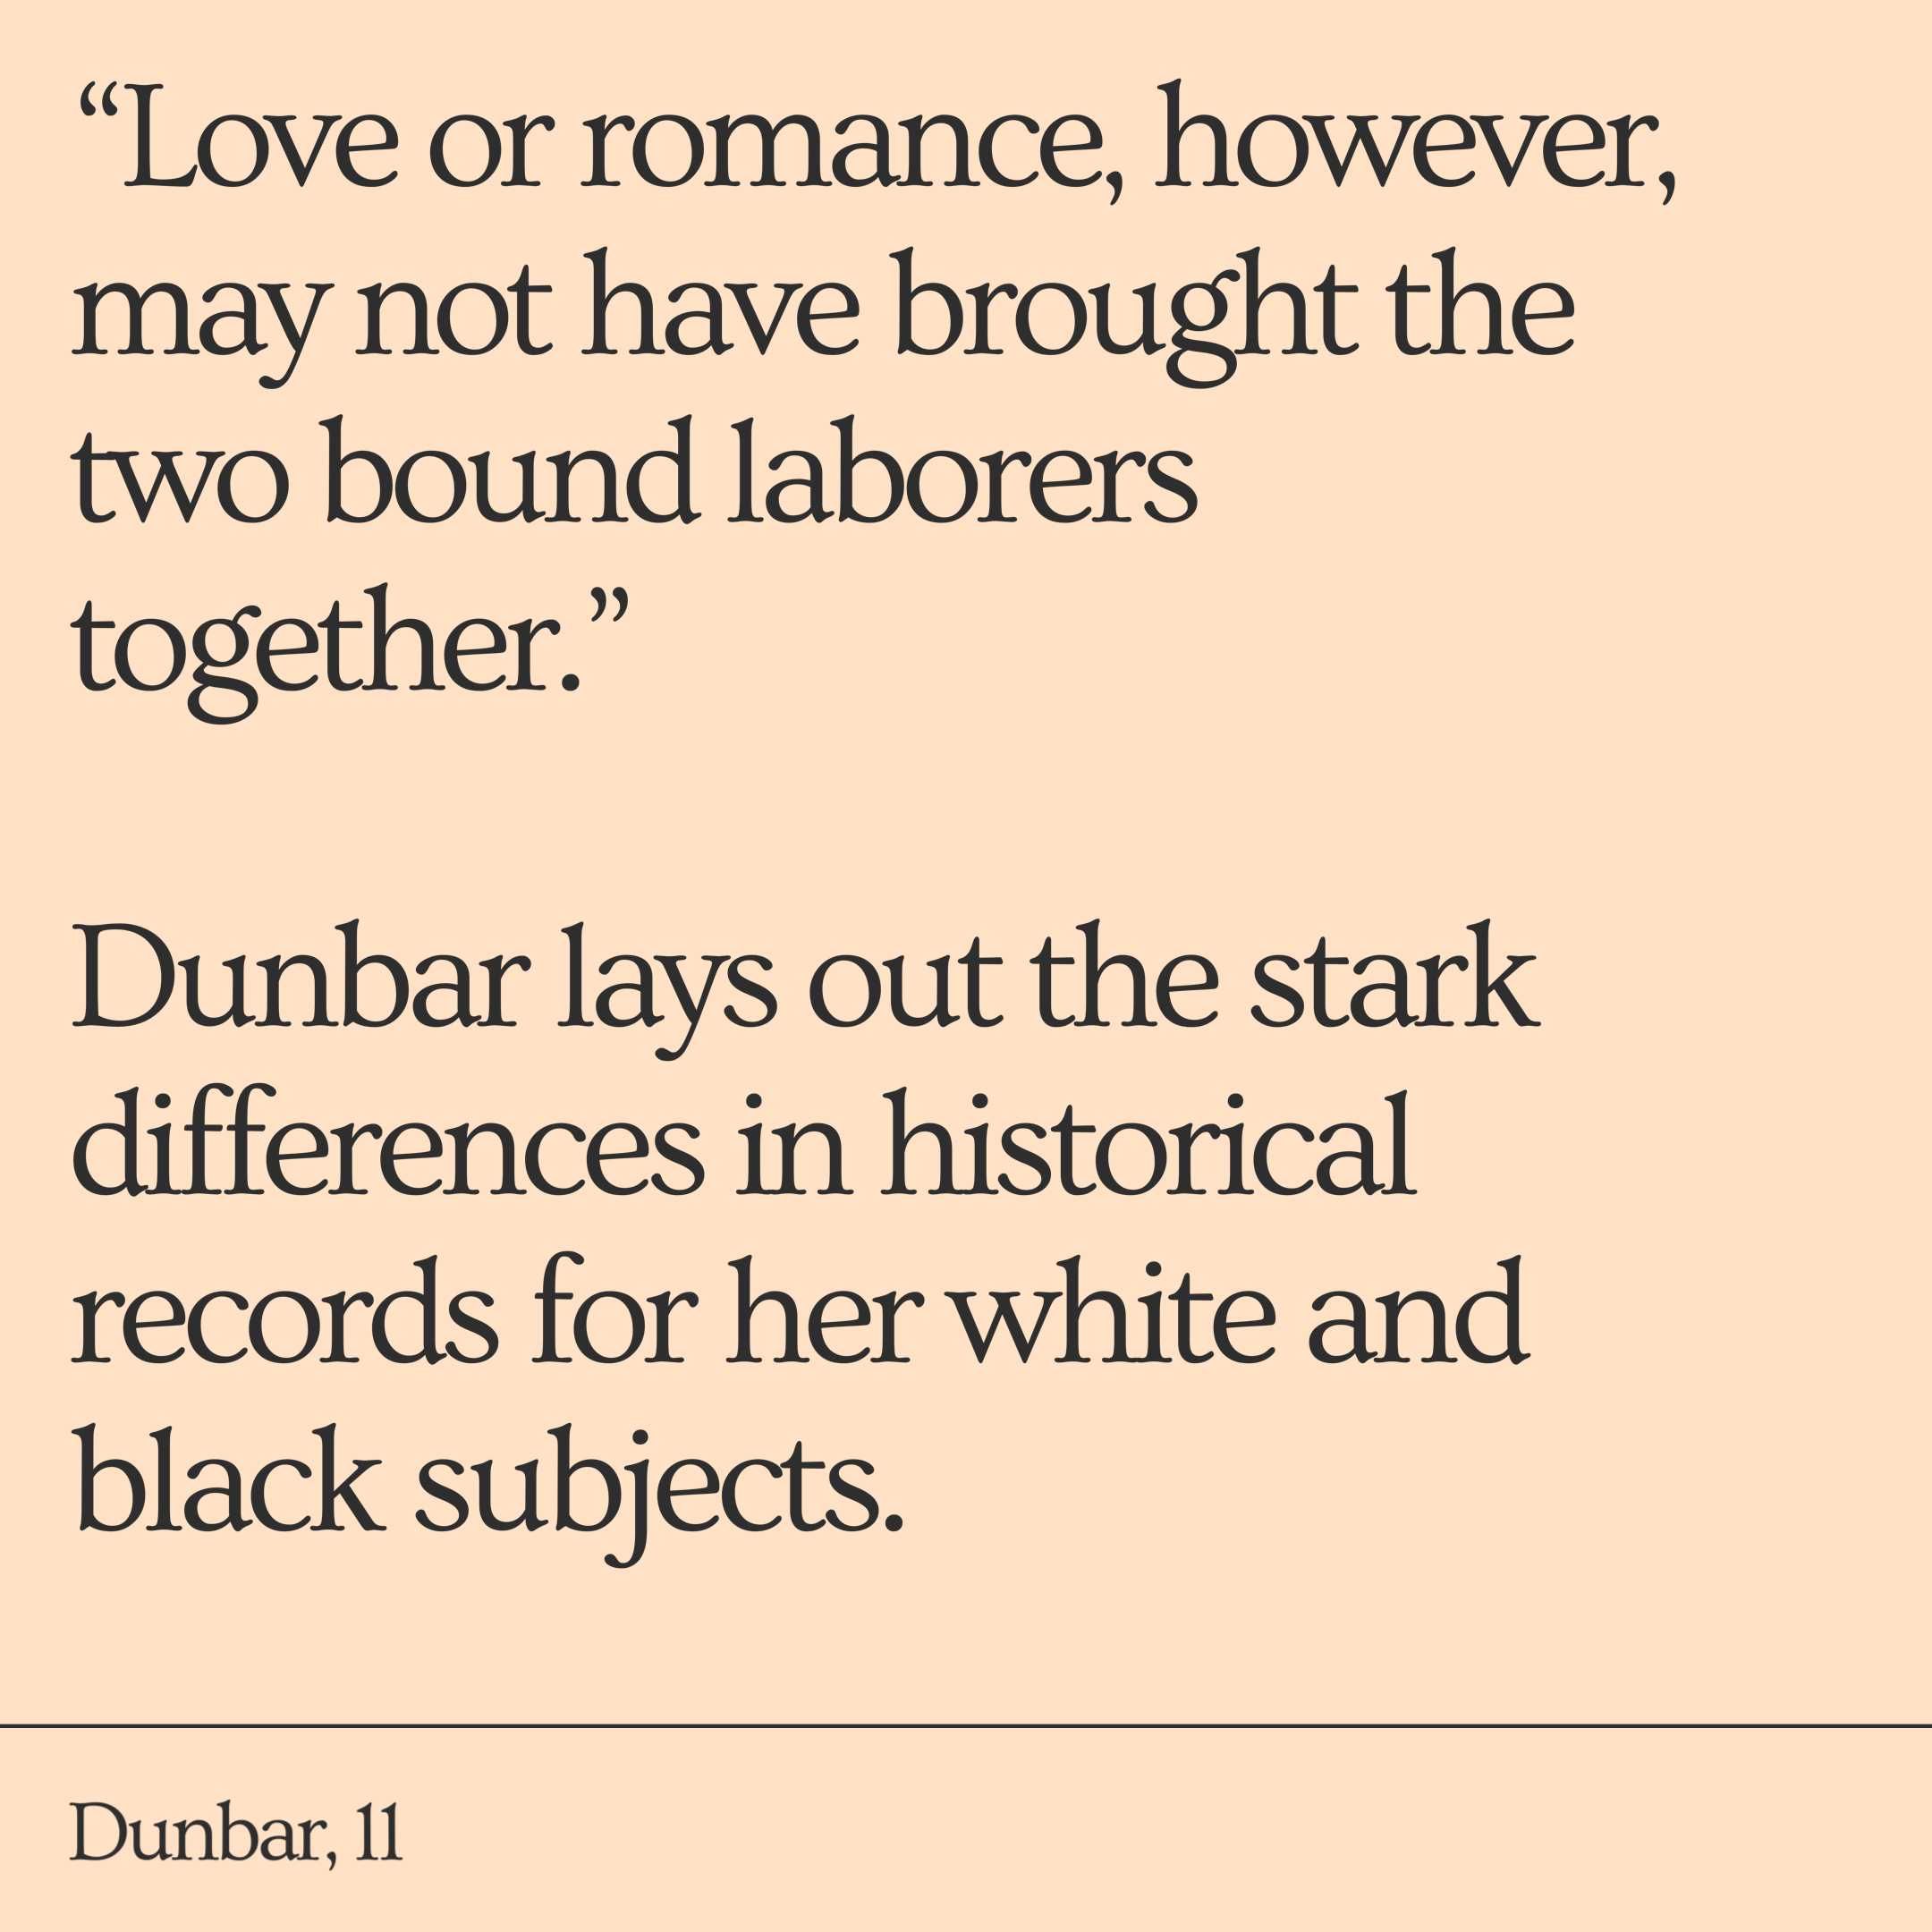 “Love or romance, however,
may not have brought the
two bound laborers
together.”
Dunbar lays out the stark
differences in historical
records for her white and
black subjects.
Dunbar, 11